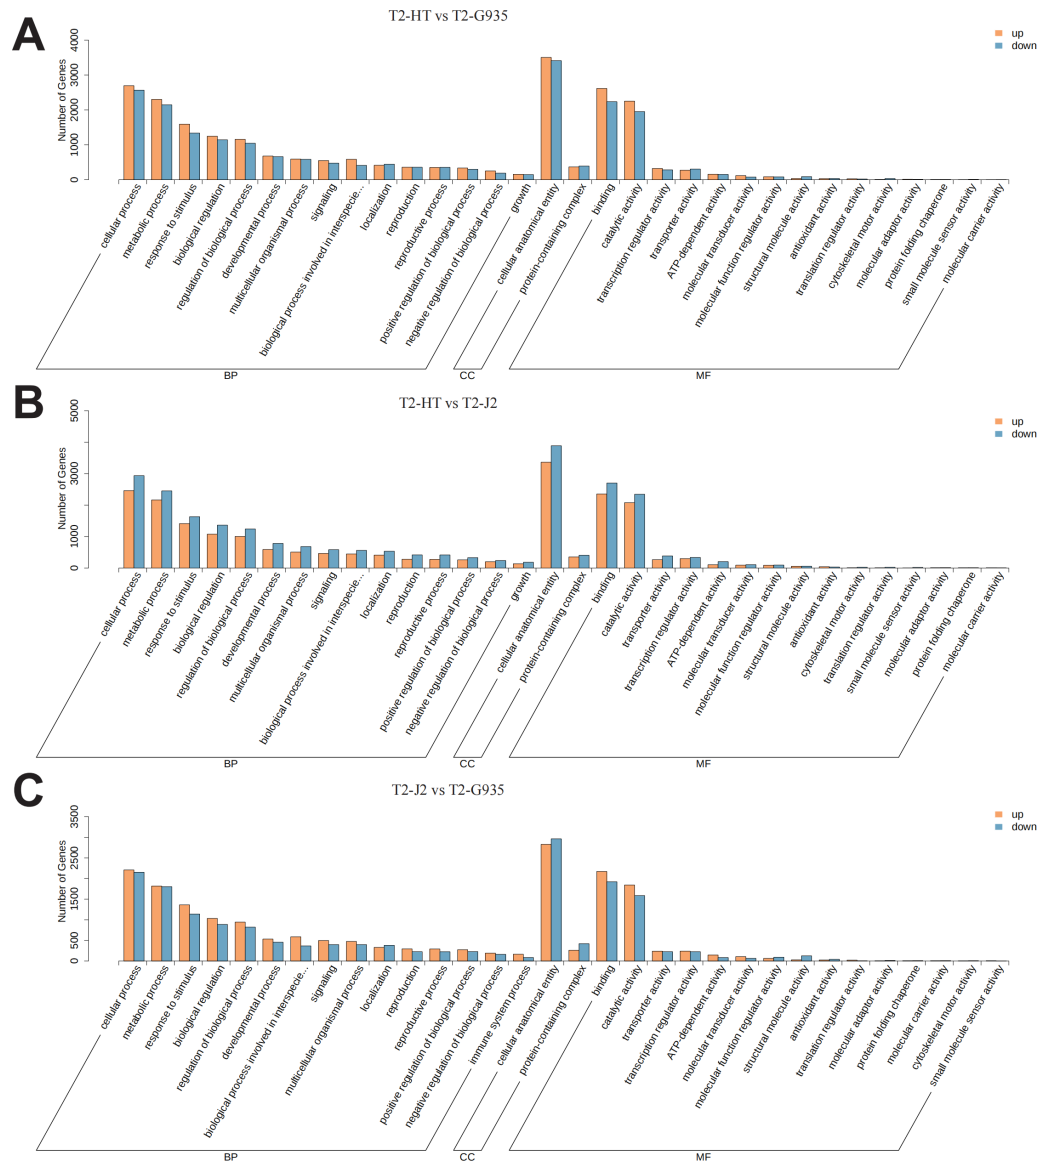 A
T2-HT vs T2-G935
up
down
Number of Genes
0
1000
2000
3000
4000
cellular process
metabolic process
response to stimulus
biological regulation
regulation of biological process
developmental process
multicellular organismal process
signaling
biological process involved in interspecie...
localization
reproduction
reproductive process
positive regulation of biological process
negative regulation of biological process
growth
cellular anatomical entity
protein-containing complex
binding
catalytic activity
transcription regulator activity
transporter activity
ATP-dependent activity
molecular transducer activity
molecular function regulator activity
structural molecule activity
antioxidant activity
translation regulator activity
cytoskeletal motor activity
molecular adaptor activity
protein folding chaperone
small molecule sensor activity
molecular carrier activity
BP
CC
MF
B
T2-HT vs T2-J2
up
down
Number of Genes
0
1000
3000
5000
cellular process
metabolic process
response to stimulus
biological regulation
regulation of biological process
developmental process
multicellular organismal process
signaling
biological process involved in interspecie...
localization
reproduction
reproductive process
positive regulation of biological process
negative regulation of biological process
growth
cellular anatomical entity
protein-containing complex
binding
catalytic activity
transporter activity
transcription regulator activity
ATP-dependent activity
molecular transducer activity
molecular function regulator activity
structural molecule activity
antioxidant activity
cytoskeletal motor activity
translation regulator activity
small molecule sensor activity
molecular adaptor activity
protein folding chaperone
molecular carrier activity
BP
CC
MF
C
T2-J2 vs T2-G935
up
down
Number of Genes
0
500
1500
2500
3500
cellular process
metabolic process
response to stimulus
biological regulation
regulation of biological process
developmental process
biological process involved in interspecie...
signaling
multicellular organismal process
localization
reproduction
reproductive process
positive regulation of biological process
negative regulation of biological process
immune system process
cellular anatomical entity
protein-containing complex
binding
catalytic activity
transporter activity
transcription regulator activity
ATP-dependent activity
molecular transducer activity
molecular function regulator activity
structural molecule activity
antioxidant activity
translation regulator activity
molecular adaptor activity
protein folding chaperone
molecular carrier activity
cytoskeletal motor activity
small molecule sensor activity
BP
CC
MF